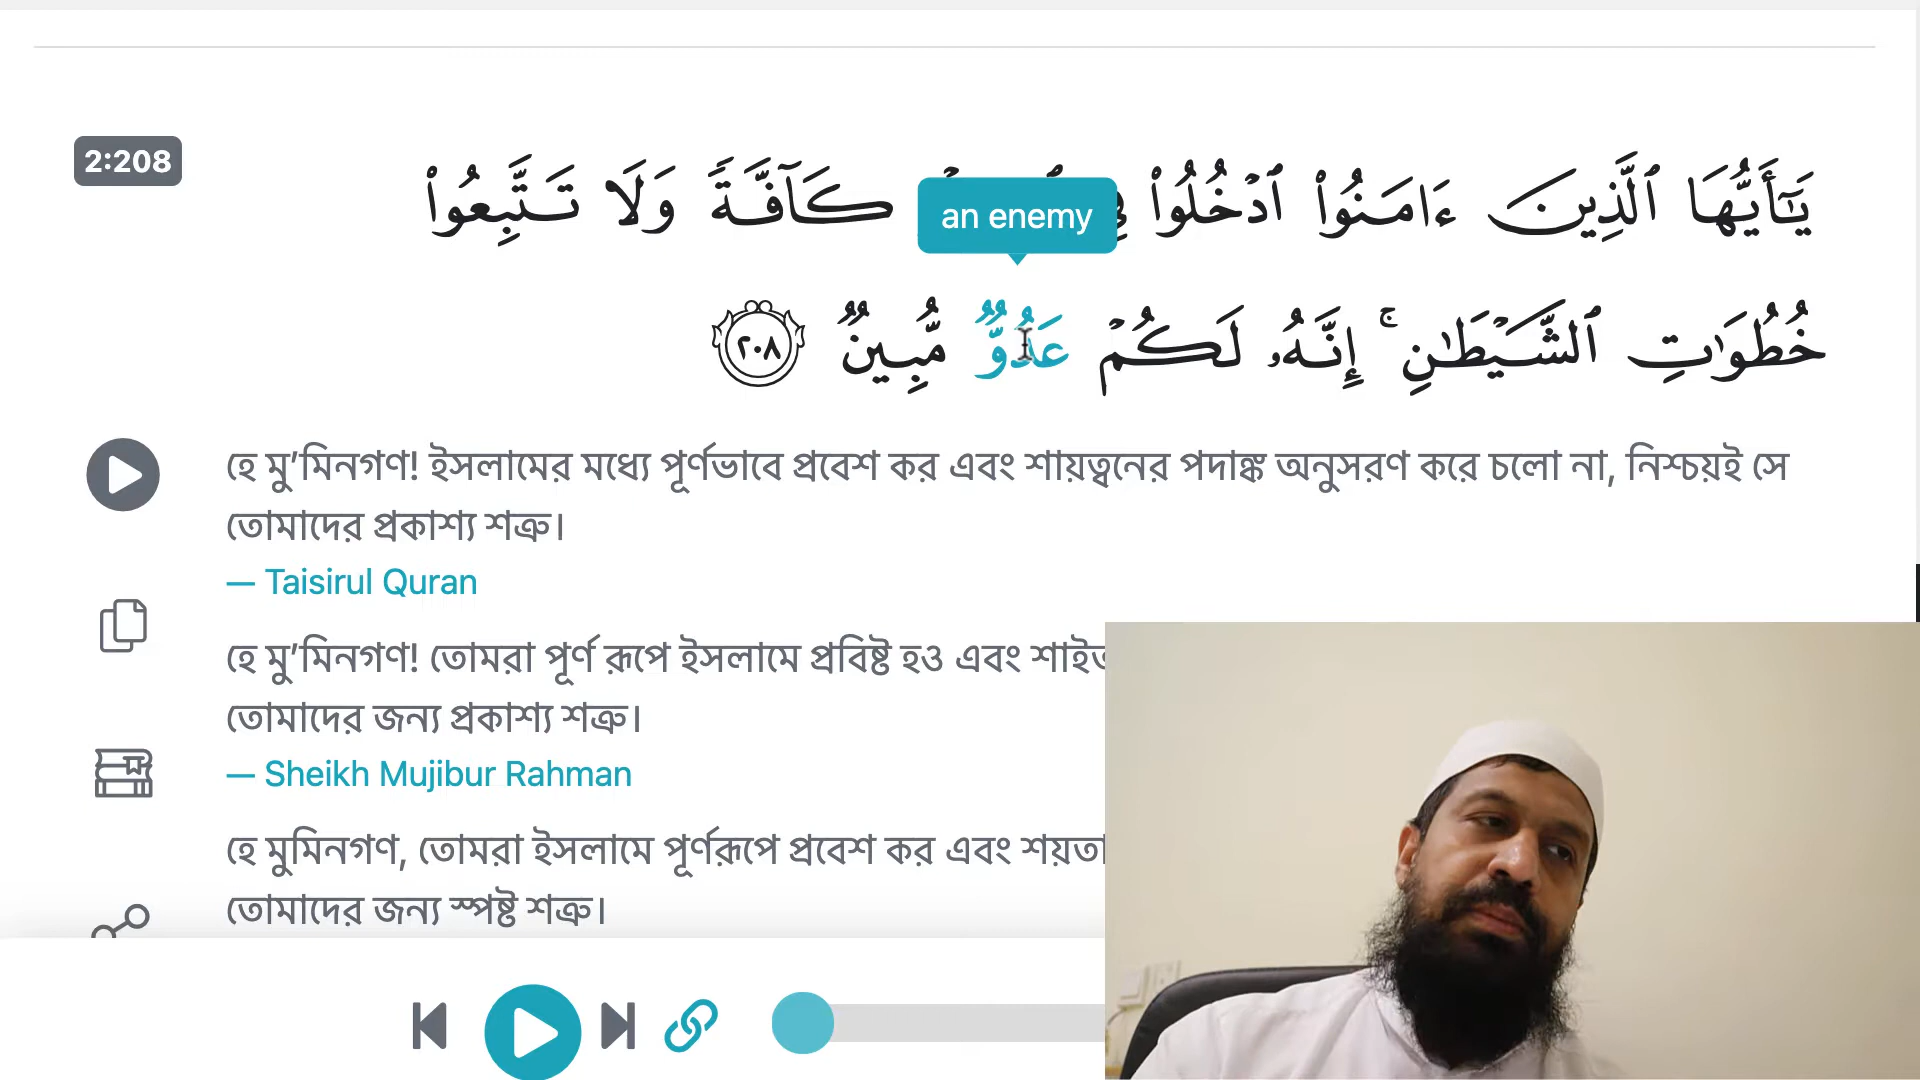 2:208
يَـٰٓأَيُّهَا ٱلَّذِينَ ءَامَنُوا۟ ٱدْخُلُوا۟ كَآفَّةًۭ وَلَا تَتَّبِعُوا۟
an enemy
خُطُوَٰتِ ٱلشَّيْطَـٰنِ ۚ إِنَّهُۥ لَكُمْ عَدُوٌّۭ مُّبِينٌۭ ٢٠٨
হে মু’মিনগণ! ইসলামের মধ্যে পূর্ণভাবে প্রবেশ কর এবং শায়ত্বনের পদাঙ্ক অনুসরণ করে চলো না, নিশ্চয়ই সে
তোমাদের প্রকাশ্য শত্রু।
— Taisirul Quran
হে মু’মিনগণ! তোমরা পূর্ণ রূপে ইসলামে প্রবিষ্ট হও এবং
তোমাদের জন্য প্রকাশ্য শত্রু।
— Sheikh Mujibur Rahman
হে মুমিনগণ, তোমরা ইসলামে পূর্ণরূপে প্রবেশ কর এবং
তোমাদের জন্য স্পষ্ট শত্রু।